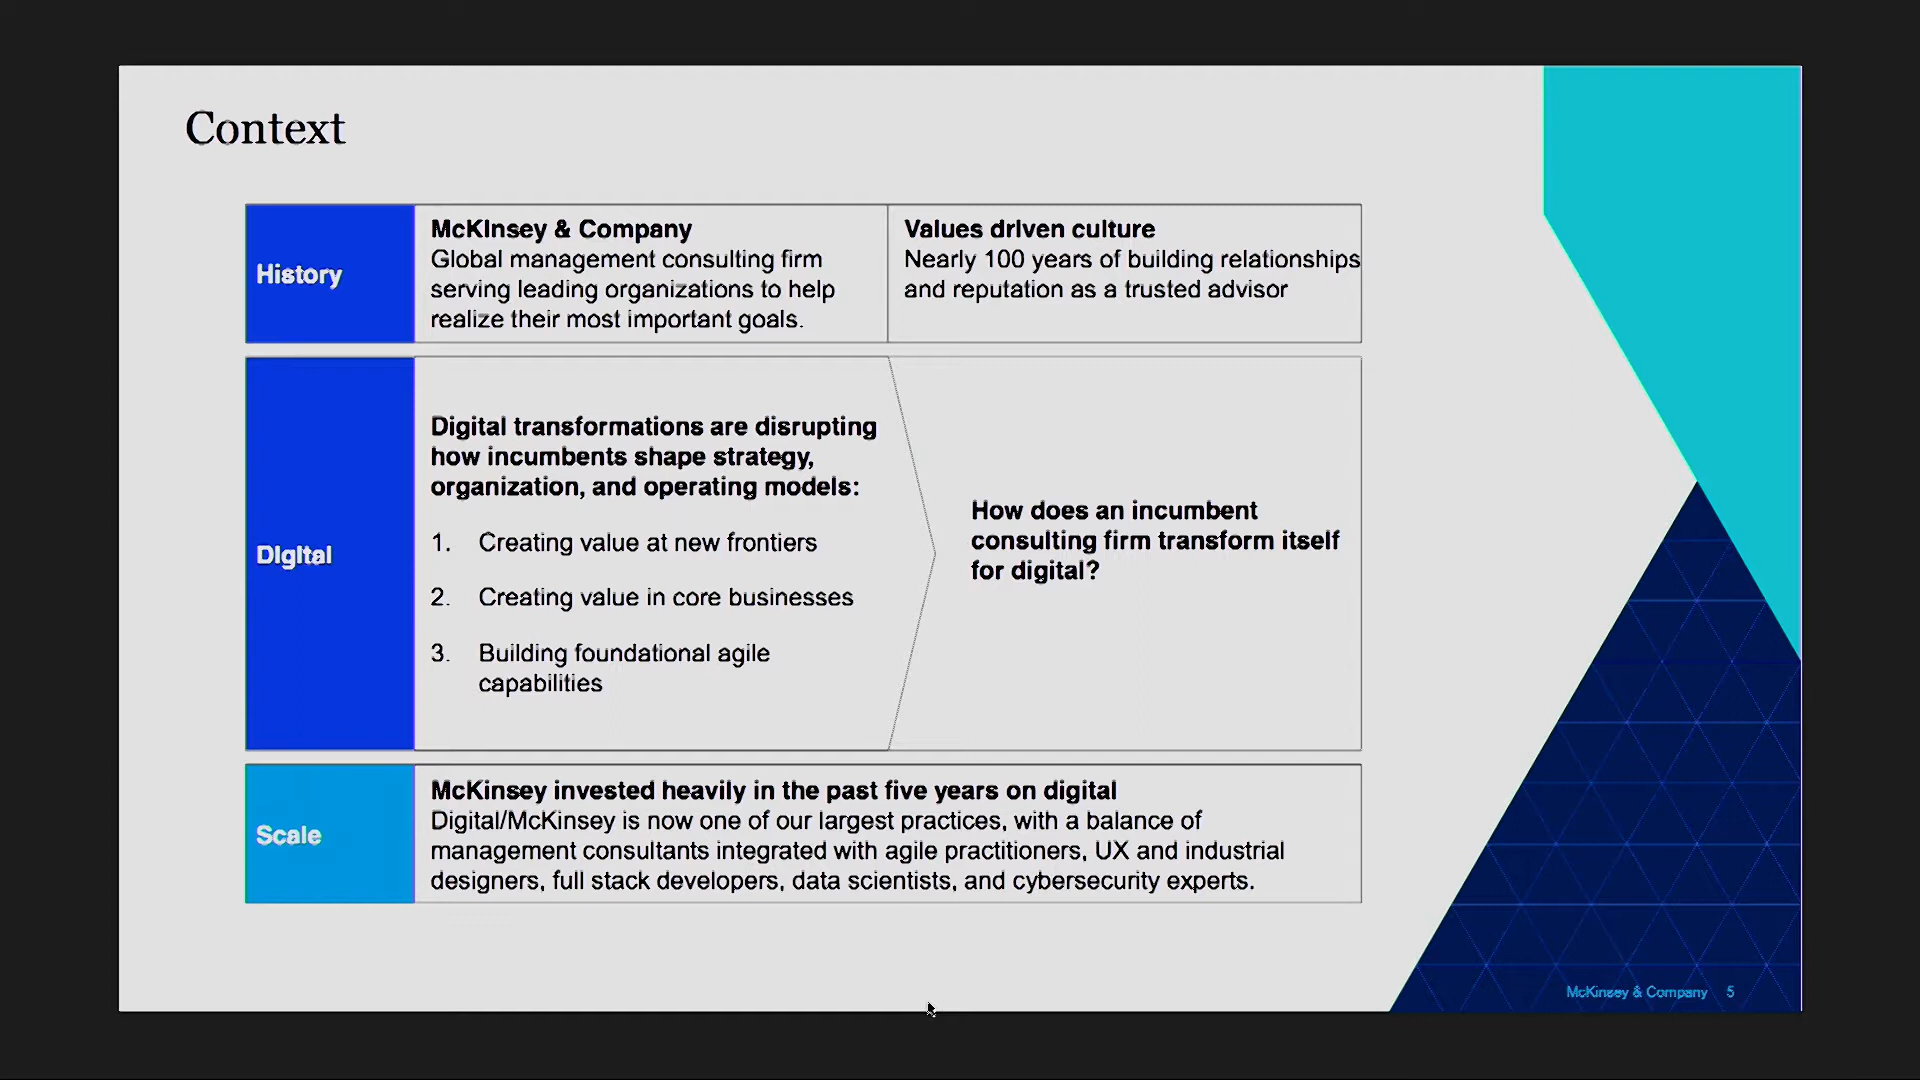 Context
History
McKinsey & Company
Global management consulting firm
serving leading organizations to help
realize their most important goals.
Values driven culture
Nearly 100 years of building relationships
and reputation as a trusted advisor
Digital
Digital transformations are disrupting
how incumbents shape strategy,
organization, and operating models:
1. Creating value at new frontiers
2. Creating value in core businesses
3. Building foundational agile
capabilities
How does an incumbent
consulting firm transform itself
for digital?
Scale
McKinsey invested heavily in the past five years on digital
Digital/McKinsey is now one of our largest practices, with a balance of
management consultants integrated with agile practitioners, UX and industrial
designers, full stack developers, data scientists, and cybersecurity experts.
McKinsey & Company 5